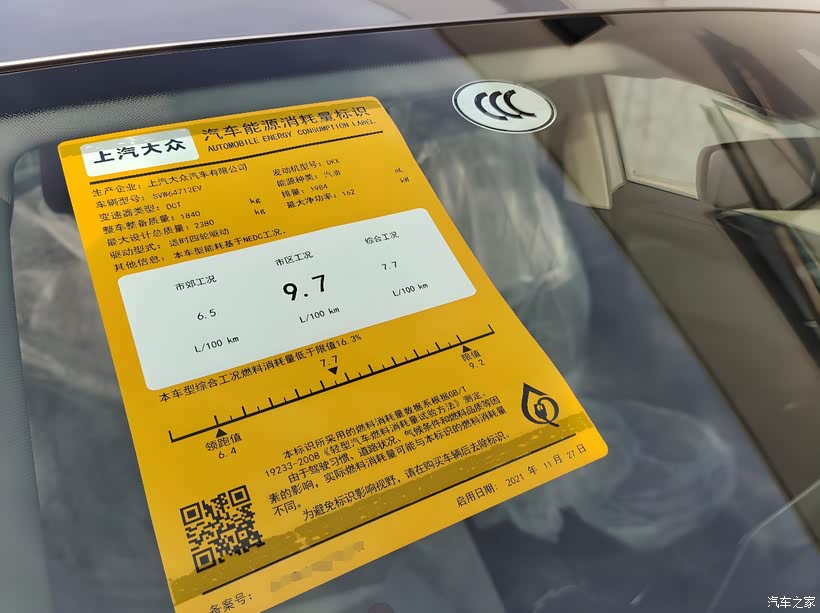 上汽大众
汽车能源消耗量标识
AUTOMOBILE ENERGY CONSUMPTION LABEL
生产企业：上汽大众汽车有限公司
车辆型号：SVW64712EV
发动机型号：DKX
变速器类型：DCT
能源种类：汽油
整车整备质量：1840 kg
排量：1984 mL
最大设计总质量：2380 kg
最大净功率：162 kW
驱动型式：适时四轮驱动
其他信息：本车型能耗基于NEDC工况.
市郊工况
市区工况
综合工况
6.5
9.7
7.7
L/100 km
L/100 km
L/100 km
本车型综合工况燃料消耗量低于限值16.3%
7.7
领跑值
6.4
限值
9.2
本标识所采用的燃料消耗量数据系根据GB/T
19233-2008《轻型汽车燃料消耗量试验方法》测定.
由于驾驶习惯、道路状况、气候条件和燃料品质等因
素的影响，实际燃料消耗量可能与本标识的燃料消耗量
不同.
为避免标识影响视野，请在购买车辆后去除标识.
启用日期：2021 年 11 月 27 日
备案号：
CCC
汽车之家